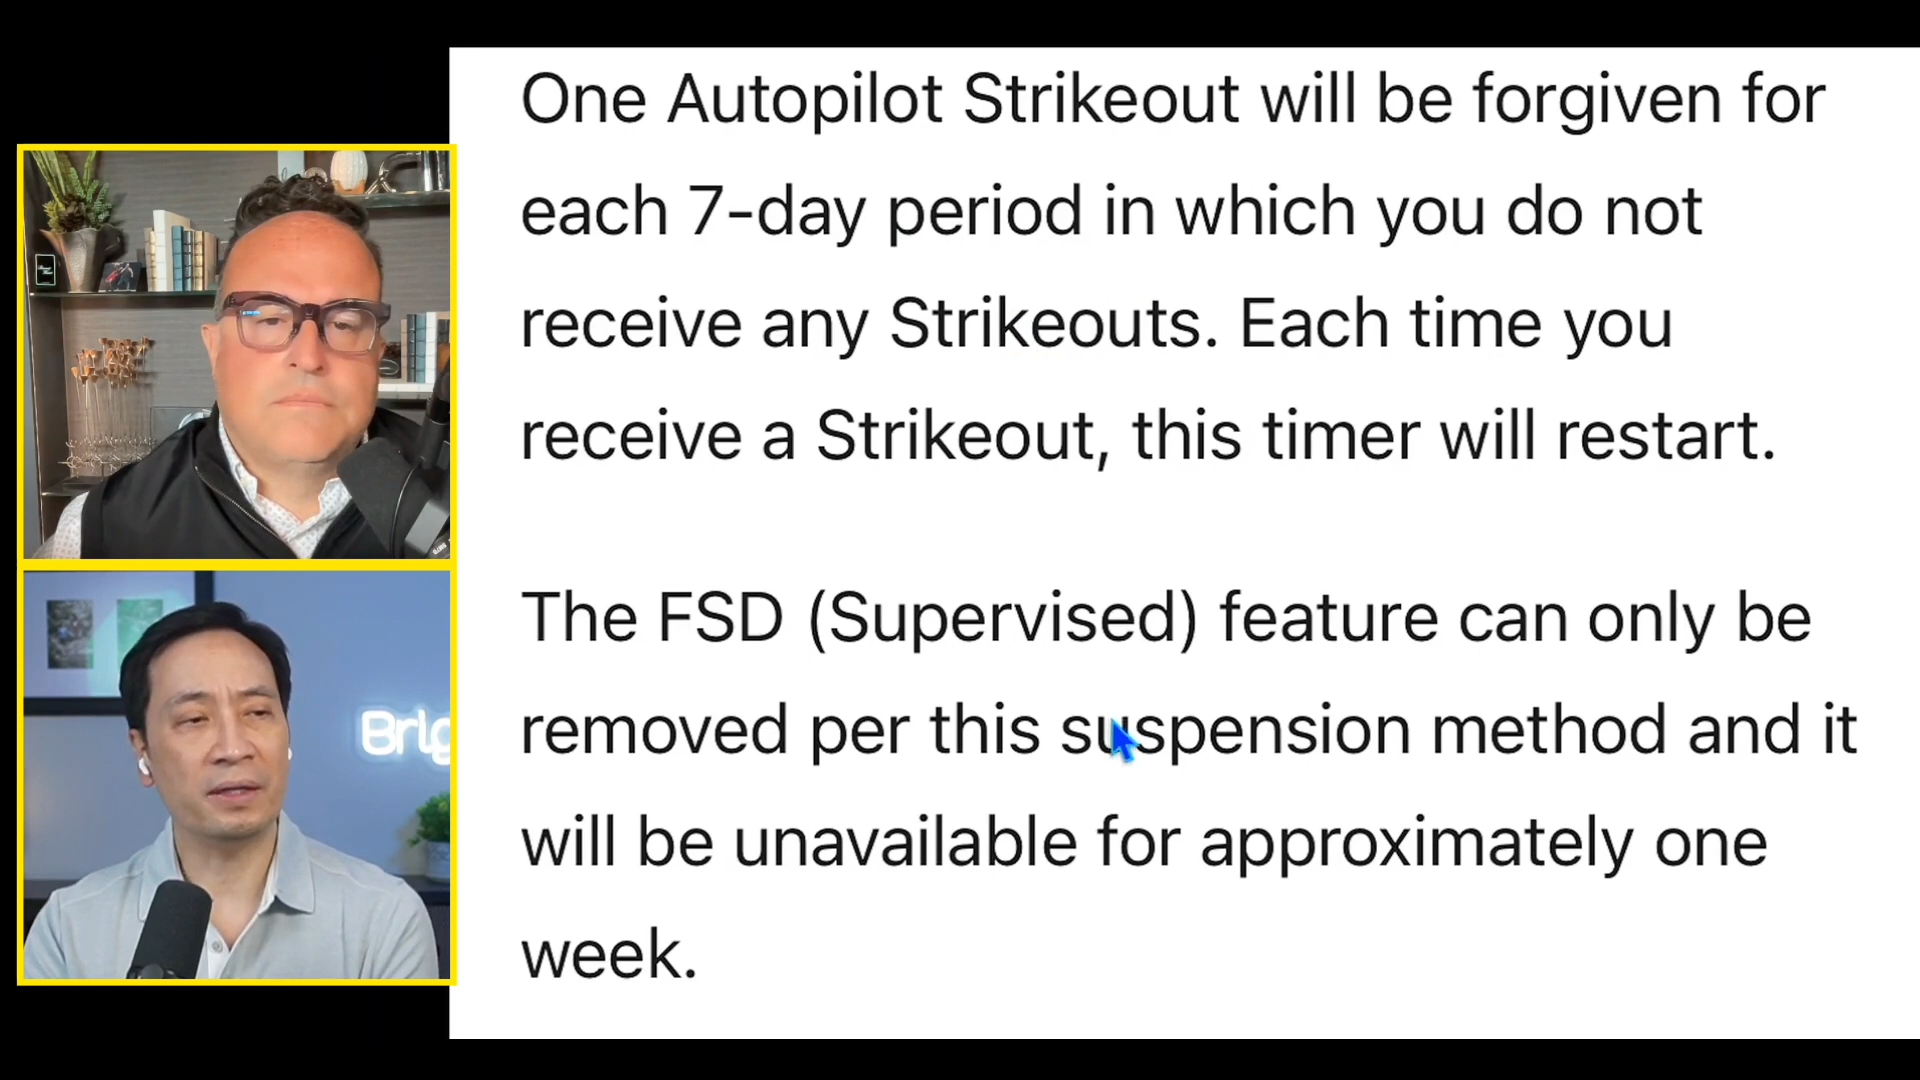 One Autopilot Strikeout will be forgiven for
each 7-day period in which you do not
receive any Strikeouts. Each time you
receive a Strikeout, this timer will restart.
The FSD (Supervised) feature can only be
removed per this suspension method and it
will be unavailable for approximately one
week.
Brig